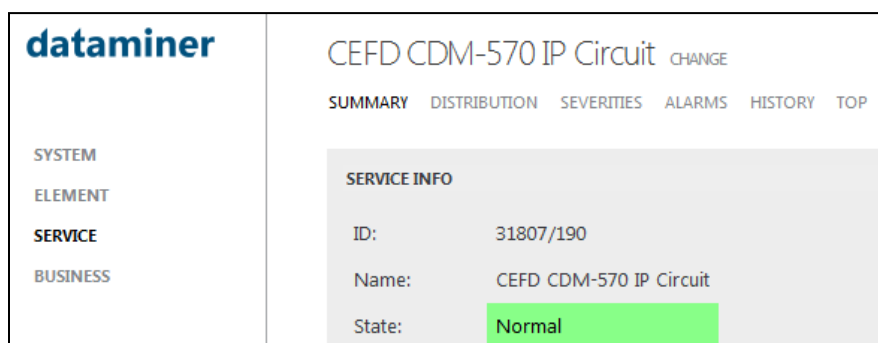 dataminer
SYSTEM
ELEMENT
SERVICE
BUSINESS
CEFD CDM-570 IP Circuit CHANGE
SUMMARY DISTRIBUTION SEVERITIES ALARMS HISTORY TOP
SERVICE INFO
ID: 31807/190
Name: CEFD CDM-570 IP Circuit
State: Normal